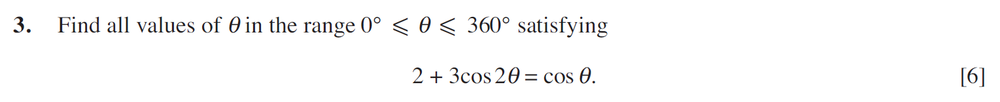 3. Find all values of θ in the range 0° ⩽ θ ⩽ 360° satisfying
2 + 3cos 2θ = cos θ. [6]